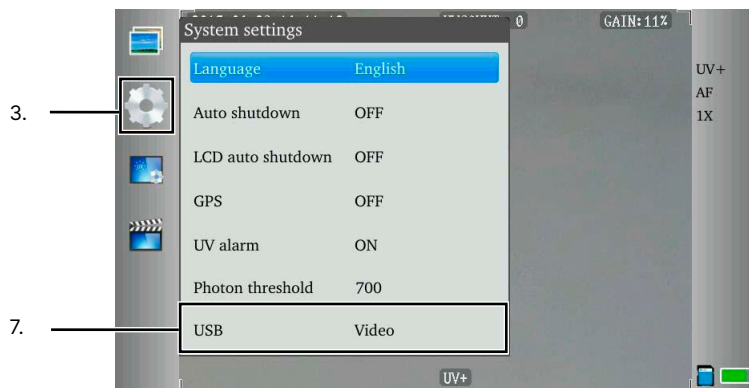 GAIN:11%
System settings
Language English
UV+
AF
3.
Auto shutdown OFF
1X
LCD auto shutdown OFF
GPS OFF
UV alarm ON
Photon threshold 700
7.
USB Video
UV+